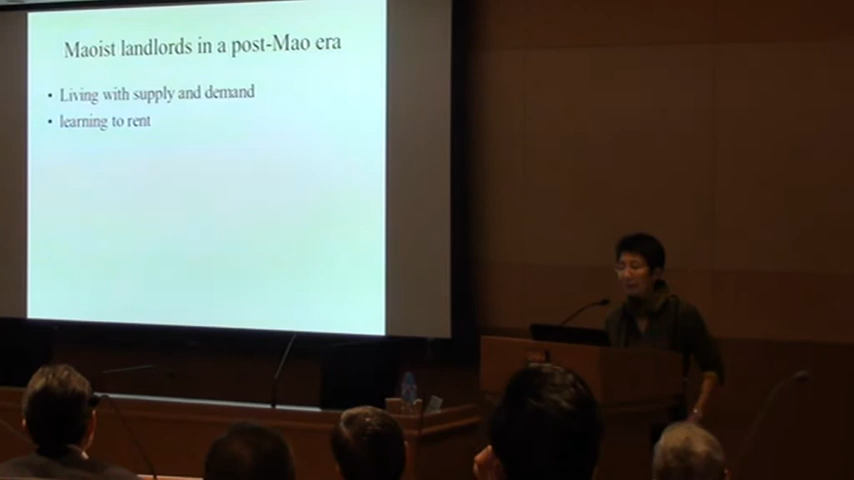 Maoist landlords in a post-Mao era
• Living with supply and demand
• learning to rent